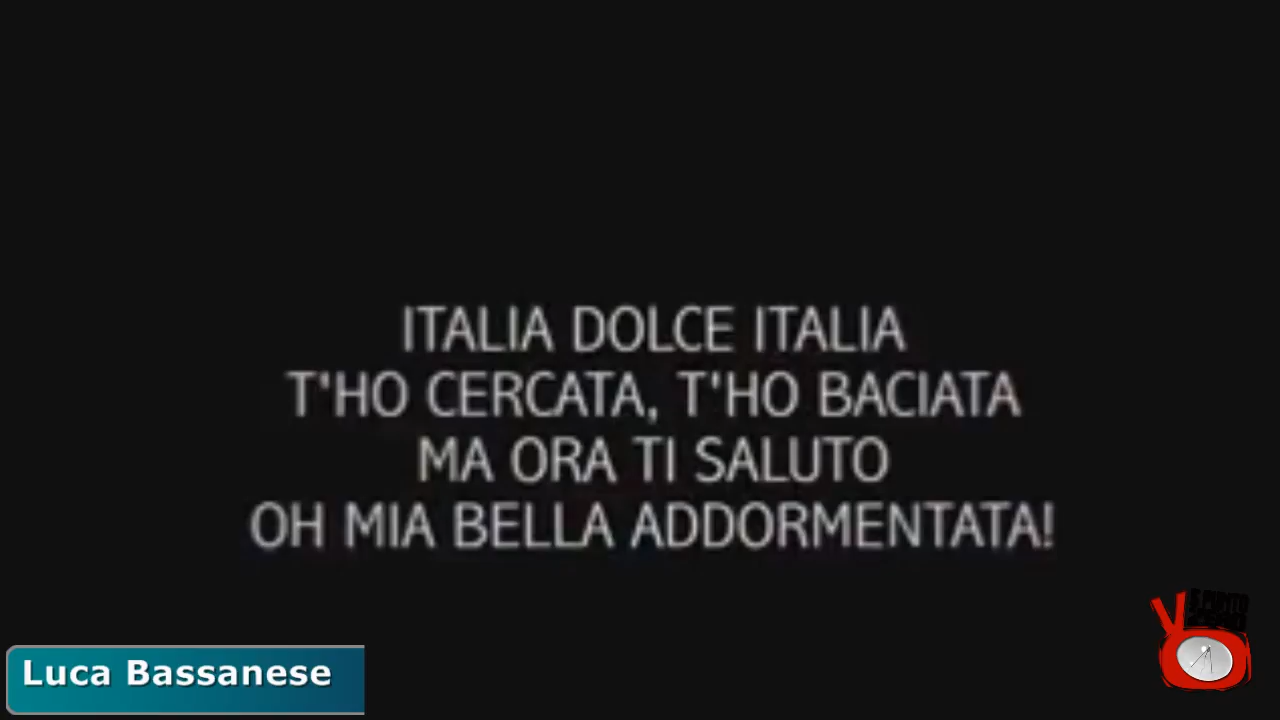 ITALIA DOLCE ITALIA
T'HO CERCATA, T'HO BACIATA
MA ORA TI SALUTO
OH MIA BELLA ADDORMENTATA!
Luca Bassanese